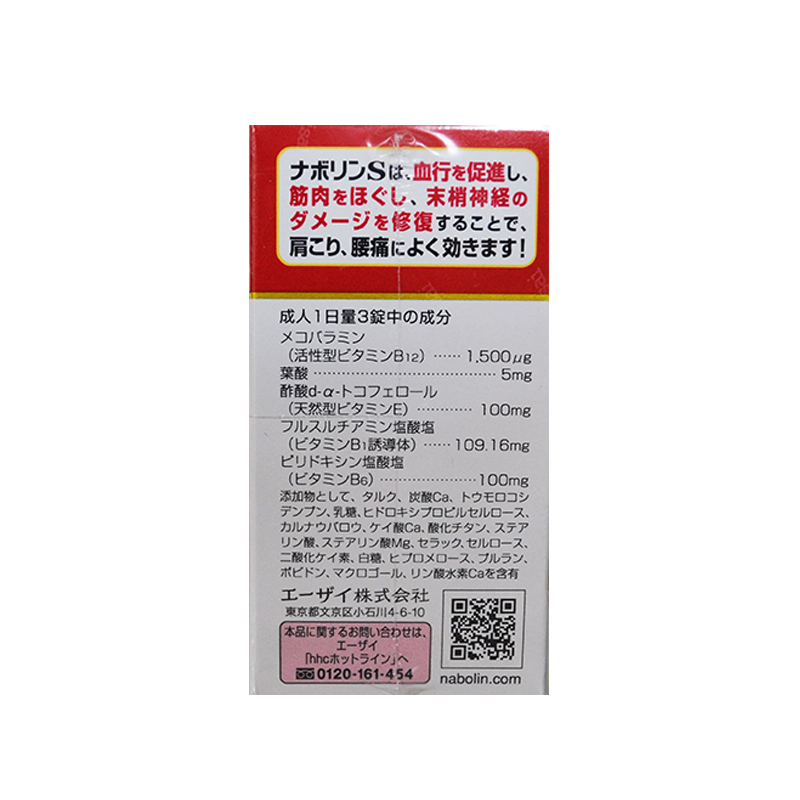 ナボリンSは、血行を促進し、
筋肉をほぐし、末梢神経の
ダメージを修復することで、
肩こり、腰痛によく効きます!
成人1日量3錠中の成分
メコバラミン
(活性型ビタミンB12)……1,500μg
葉酸……………………………5mg
酢酸d-α-トコフェロール
(天然型ビタミンE)…………100mg
フルスルチアミン塩酸塩
(ビタミンB1誘導体)……109.16mg
ピリドキシン塩酸塩
(ビタミンB6)………………100mg
添加物として、タルク、炭酸Ca、トウモロコシ
デンプン、乳糖、ヒドロキシプロピルセルロース、
カルナウバロウ、ケイ酸Ca、酸化チタン、ステア
リン酸、ステアリン酸Mg、セラック、セルロース、
二酸化ケイ素、白糖、ヒプロメロース、プルラン、
ポビドン、マクロゴール、リン酸水素Caを含有
エーザイ株式会社
東京都文京区小石川4-6-10
本品に関するお問い合わせは、
エーザイ
「hhcホットライン」へ
0120-161-454
nabolin.com